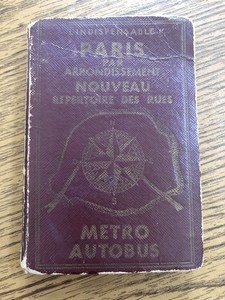 L'INDISPENSABLE
PARIS
PAR
ARRONDISSEMENT
NOUVEAU
RÉPERTOIRE DES RUES
N
S
METRO
AUTOBUS